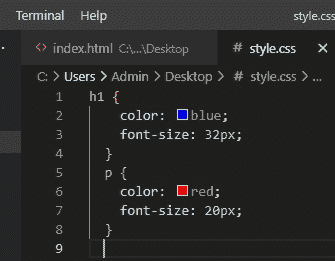 Terminal Help style.css
<> index.html C:\...\Desktop # style.css ×
C: > Users > Admin > Desktop > # style.css > ...
1 h1 {
2 color: blue;
3 font-size: 32px;
4 }
5 p {
6 color: red;
7 font-size: 20px;
8 }
9